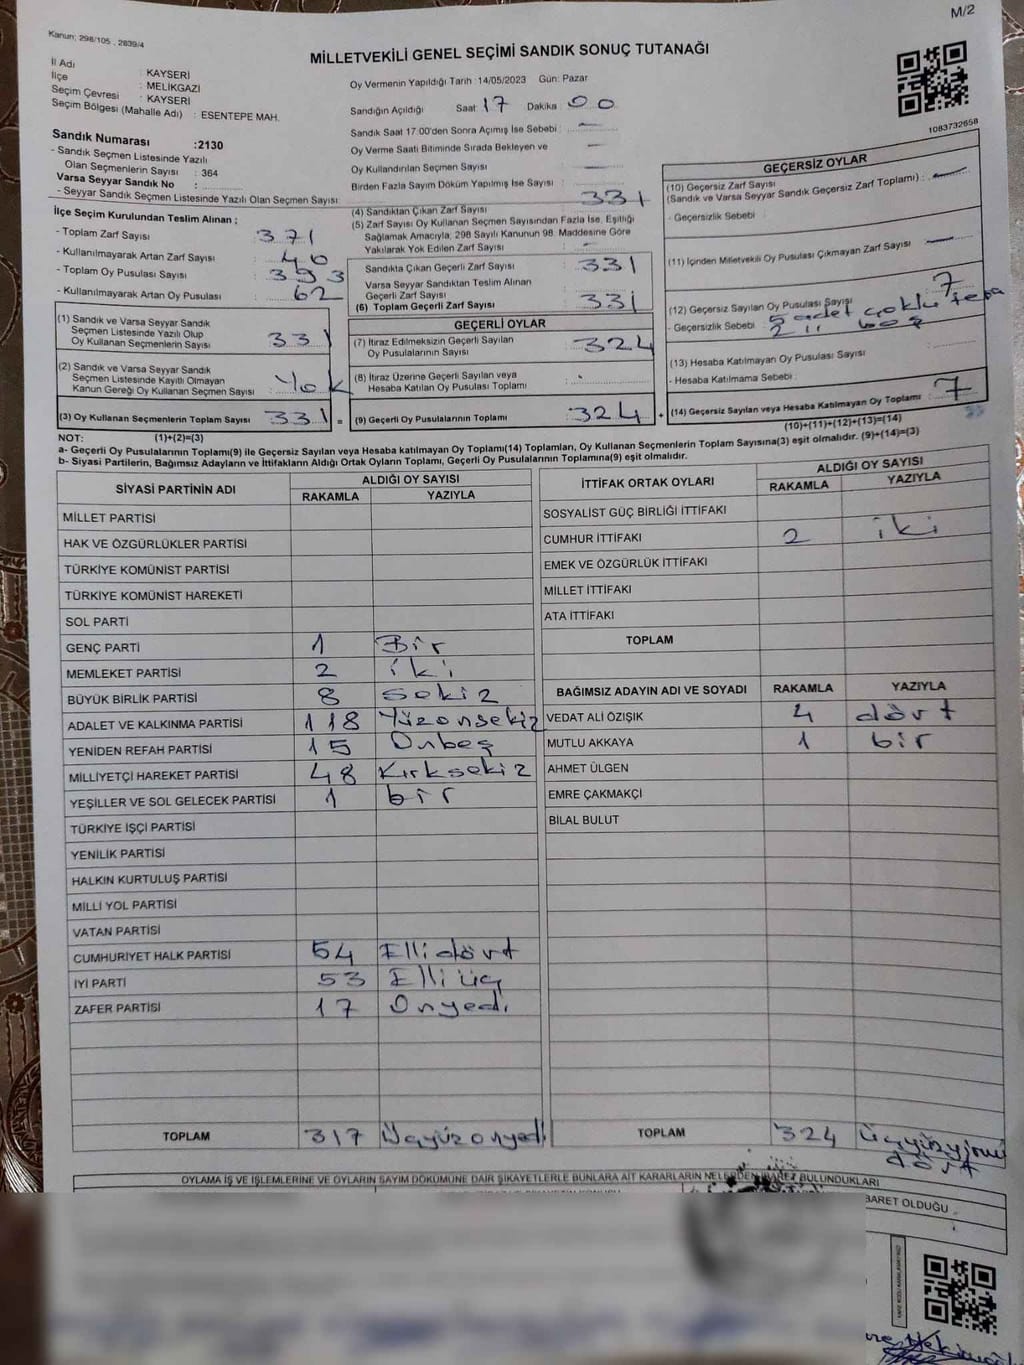 M/2
Kanun; 298/105 , 2839/4
MİLLETVEKİLİ GENEL SEÇİMİ SANDIK SONUÇ TUTANAĞI
İl Adı : KAYSERİ
İlçe : MELİKGAZİ
Seçim Çevresi : KAYSERİ
Seçim Bölgesi (Mahalle Adı) : ESENTEPE MAH.
Sandık Numarası :2130
- Sandık Seçmen Listesinde Yazılı
Olan Seçmenlerin Sayısı : 364
Varsa Seyyar Sandık No :
- Seyyar Sandık Seçmen Listesinde Yazılı Olan Seçmen Sayısı:
Oy Vermenin Yapıldığı Tarih :14/05/2023 Gün: Pazar
Sandığın Açıldığı Saat 17 Dakika 00
Sandık Saat 17:00'den Sonra Açımış İse Sebebi : —
Oy Verme Saati Bitiminde Sırada Bekleyen ve
Oy Kullandırılan Seçmen Sayısı : —
Birden Fazla Sayım Döküm Yapılmış İse Sayısı : —
1083732658
İlçe Seçim Kurulundan Teslim Alınan ;
- Toplam Zarf Sayısı : 371
- Kullanılmayarak Artan Zarf Sayısı : 40
- Toplam Oy Pusulası Sayısı : 393
- Kullanılmayarak Artan Oy Pusulası : 62
(1) Sandık ve Varsa Seyyar Sandık
Seçmen Listesinde Yazılı Olup
Oy Kullanan Seçmenlerin Sayısı : 331
(2) Sandık ve Varsa Seyyar Sandık
Seçmen Listesinde Kayıtlı Olmayan
Kanun Gereği Oy Kullanan Seçmen Sayısı : Yok
(3) Oy Kullanan Seçmenlerin Toplam Sayısı : 331 =
(4) Sandıktan Çıkan Zarf Sayısı : 331
(5) Zarf Sayısı Oy Kullanan Seçmen Sayısından Fazla İse, Eşitliği
Sağlamak Amacıyla; 298 Sayılı Kanunun 98. Maddesine Göre
Yakılarak Yok Edilen Zarf Sayısı : —
Sandıkta Çıkan Geçerli Zarf Sayısı : 331
Varsa Seyyar Sandıktan Teslim Alınan
Geçerli Zarf Sayısı :
(6) Toplam Geçerli Zarf Sayısı : 331
GEÇERLİ OYLAR
(7) İtiraz Edilmeksizin Geçerli Sayılan
Oy Pusulalarının Sayısı : 324
(8) İtiraz Üzerine Geçerli Sayılan veya
Hesaba Katılan Oy Pusulası Toplamı :
(9) Geçerli Oy Pusulalarının Toplamı : 324 +
GEÇERSİZ OYLAR
(10) Geçersiz Zarf Sayısı
(Sandık ve Varsa Seyyar Sandık Geçersiz Zarf Toplamı) : —
- Geçersizlik Sebebi :
(11) İçinden Milletvekili Oy Pusulası Çıkmayan Zarf Sayısı —
(12) Geçersiz Sayılan Oy Pusulası Sayısı 7
- Geçersizlik Sebebi : 5 adet çoklu
2 boş
(13) Hesaba Katılmayan Oy Pusulası Sayısı :
- Hesaba Katılmama Sebebi :
(14) Geçersiz Sayılan veya Hesaba Katılmayan Oy Toplamı : 7
(10)+(11)+(12)+(13)=(14)
NOT: (1)+(2)=(3)
a- Geçerli Oy Pusulalarının Toplamı(9) ile Geçersiz Sayılan veya Hesaba katılmayan Oy Toplamı(14) Toplamları, Oy Kullanan Seçmenlerin Toplam Sayısına(3) eşit olmalıdır. (9)+(14)=(3)
b- Siyasi Partilerin, Bağımsız Adayların ve İttifakların Aldığı Ortak Oyların Toplamı, Geçerli Oy Pusulalarının Toplamına(9) eşit olmalıdır.
SİYASİ PARTİNİN ADI ALDIĞI OY SAYISI
RAKAMLA YAZIYLA
MİLLET PARTİSİ
HAK VE ÖZGÜRLÜKLER PARTİSİ
TÜRKİYE KOMÜNİST PARTİSİ
TÜRKİYE KOMÜNİST HAREKETİ
SOL PARTİ
GENÇ PARTİ 1 Bir
MEMLEKET PARTİSİ 2 iki
BÜYÜK BİRLİK PARTİSİ 8 sekiz
ADALET VE KALKINMA PARTİSİ 118 Yüzonsekiz
YENİDEN REFAH PARTİSİ 15 Onbeş
MİLLİYETÇİ HAREKET PARTİSİ 48 Kırksekiz
YEŞİLLER VE SOL GELECEK PARTİSİ 1 bir
TÜRKİYE İŞÇİ PARTİSİ
YENİLİK PARTİSİ
HALKIN KURTULUŞ PARTİSİ
MİLLİ YOL PARTİSİ
VATAN PARTİSİ
CUMHURİYET HALK PARTİSİ 54 Elli dört
İYİ PARTİ 53 Elli üç
ZAFER PARTİSİ 17 Onyedi
TOPLAM 317 Üçyüzonyedi
İTTİFAK ORTAK OYLARI ALDIĞI OY SAYISI
RAKAMLA YAZIYLA
SOSYALİST GÜÇ BİRLİĞİ İTTİFAKI
CUMHUR İTTİFAKI 2 iki
EMEK VE ÖZGÜRLÜK İTTİFAKI
MİLLET İTTİFAKI
ATA İTTİFAKI
TOPLAM
BAĞIMSIZ ADAYIN ADI VE SOYADI RAKAMLA YAZIYLA
VEDAT ALİ ÖZIŞIK 4 dört
MUTLU AKKAYA 1 bir
AHMET ÜLGEN
EMRE ÇAKMAKÇI
BİLAL BULUT
TOPLAM 324 üçyüzyirmi
dört
OYLAMA İŞ VE İŞLEMLERİNE VE OYLARIN SAYIM DÖKÜMÜNE DAİR ŞİKAYETLERLE BUNLARA AİT KARARLARIN NELERDEN İBARET BULUNDUKLARI
BARET OLDUĞU